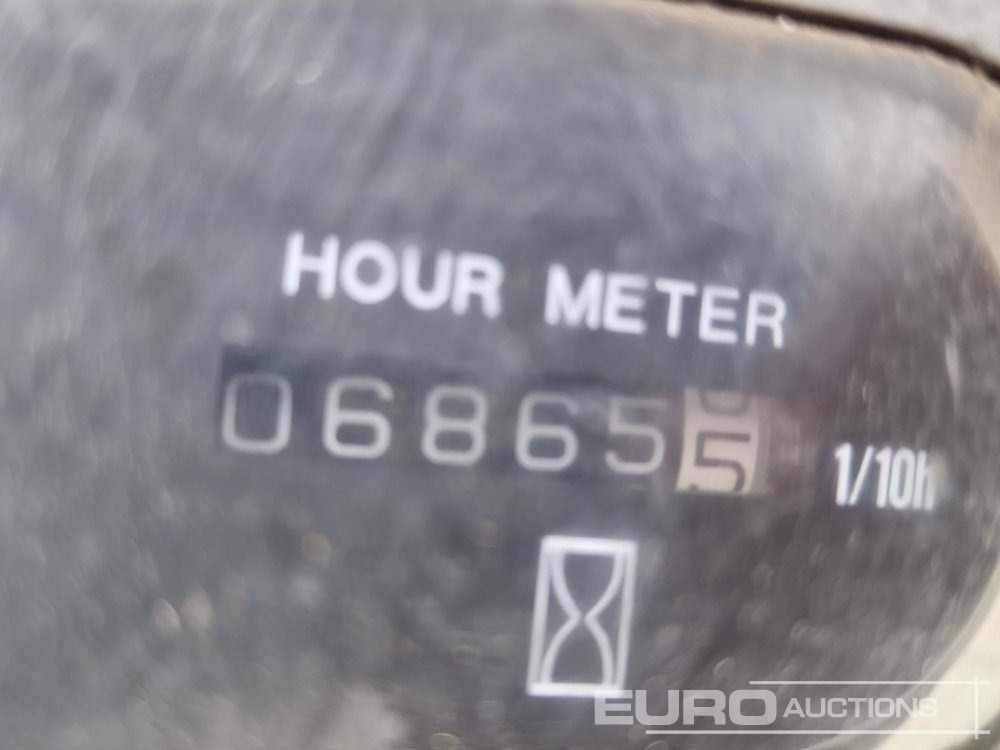 HOUR METER
068655 1/10h
EURO AUCTIONS